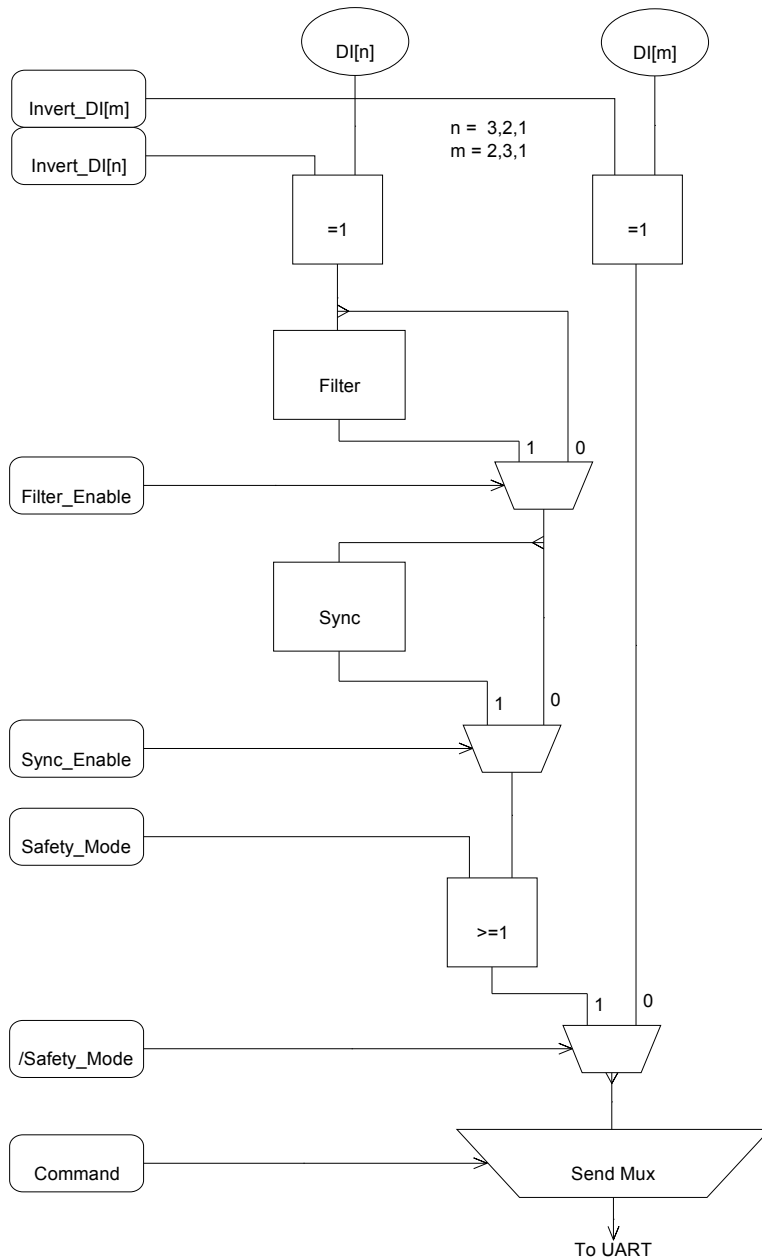 DI[n]
DI[m]
Invert_DI[m]
n = 3,2,1
m = 2,3,1
Invert_DI[n]
=1
=1
Filter
1
0
Filter_Enable
Sync
1
0
Sync_Enable
Safety_Mode
>=1
1
0
/Safety_Mode
Command
Send Mux
To UART